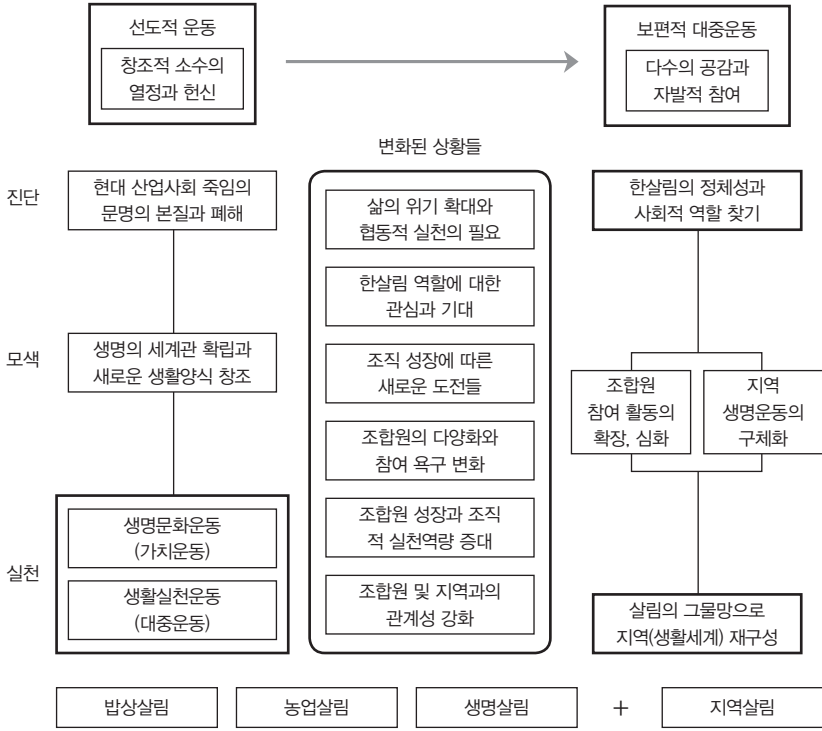 선도적 운동
창조적 소수의
열정과 헌신
보편적 대중운동
다수의 공감과
자발적 참여
변화된 상황들
진단
현대 산업사회 죽임의
문명의 본질과 폐해
모색
생명의 세계관 확립과
새로운 생활양식 창조
실천
생명문화운동
(가치운동)
생활실천운동
(대중운동)
삶의 위기 확대와
협동적 실천의 필요
한살림 역할에 대한
관심과 기대
조직 성장에 따른
새로운 도전들
조합원의 다양화와
참여 욕구 변화
조합원 성장과 조직
적 실천역량 증대
조합원 및 지역과의
관계성 강화
한살림의 정체성과
사회적 역할 찾기
조합원
참여 활동의
확장, 심화
지역
생명운동의
구체화
살림의 그물망으로
지역(생활세계) 재구성
밥상살림
농업살림
생명살림
+
지역살림